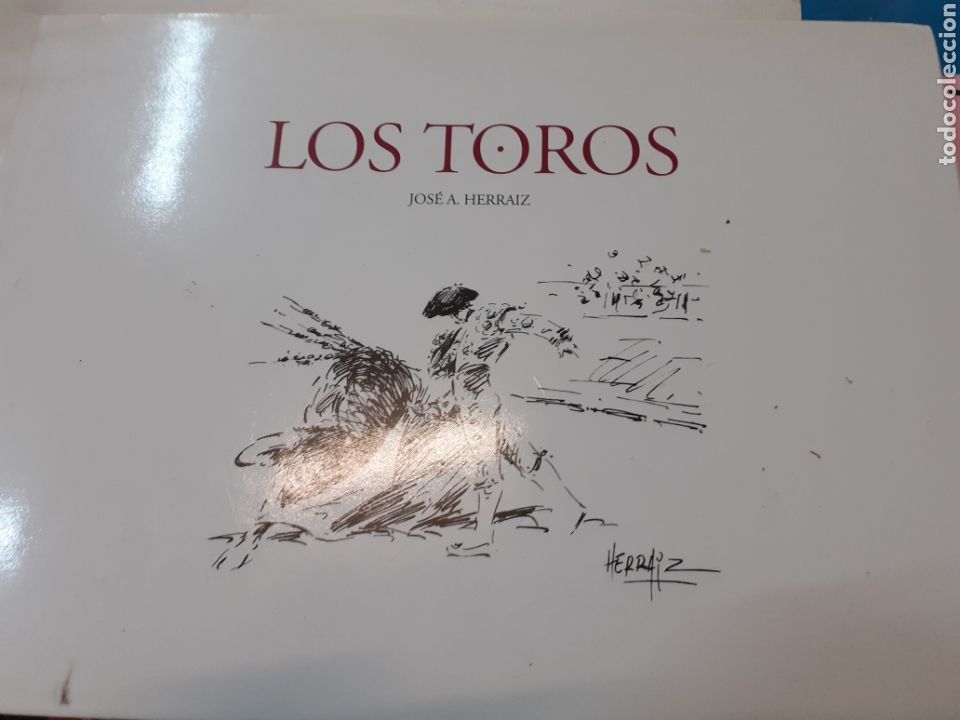 LOS TOROS
JOSÉ A. HERRAIZ
HERRAIZ
todocoleccion